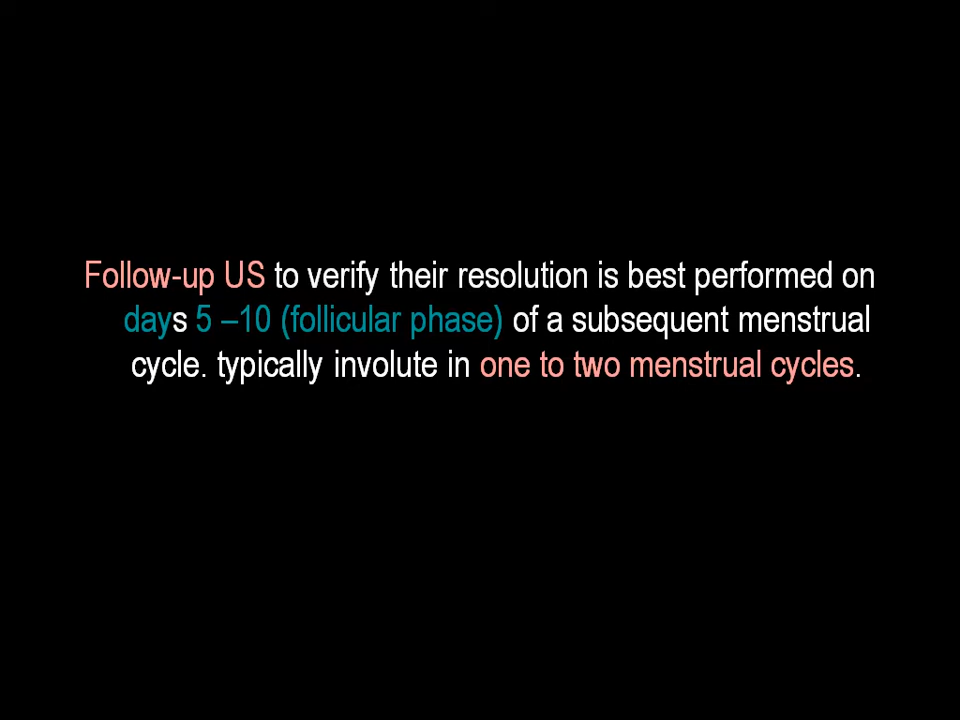 Follow-up US to verify their resolution is best performed on
days 5 –10 (follicular phase) of a subsequent menstrual
cycle. typically involute in one to two menstrual cycles.